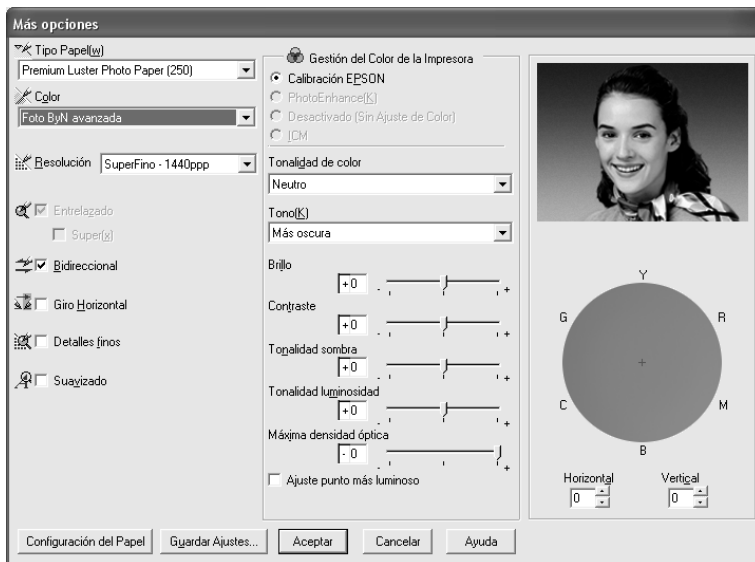 Más opciones
Tipo Papel(w)
Premium Luster Photo Paper (250)
Color
Foto ByN avanzada
Resolución
SuperFino - 1440ppp
Entrelazado
Super(x)
Bidireccional
Giro Horizontal
Detalles finos
Suavizado
Gestión del Color de la Impresora
Calibración EPSON
PhotoEnhance(K)
Desactivado (Sin Ajuste de Color)
ICM
Tonalidad de color
Neutro
Tono(K)
Más oscura
Brillo
+0
- +
Contraste
+0
- +
Tonalidad sombra
+0
- +
Tonalidad luminosidad
+0
- +
Máxima densidad óptica
- 0
- +
Ajuste punto más luminoso
Y
G R
C M
B
Horizontal Vertical
0 0
Configuración del Papel Guardar Ajustes... Aceptar Cancelar Ayuda